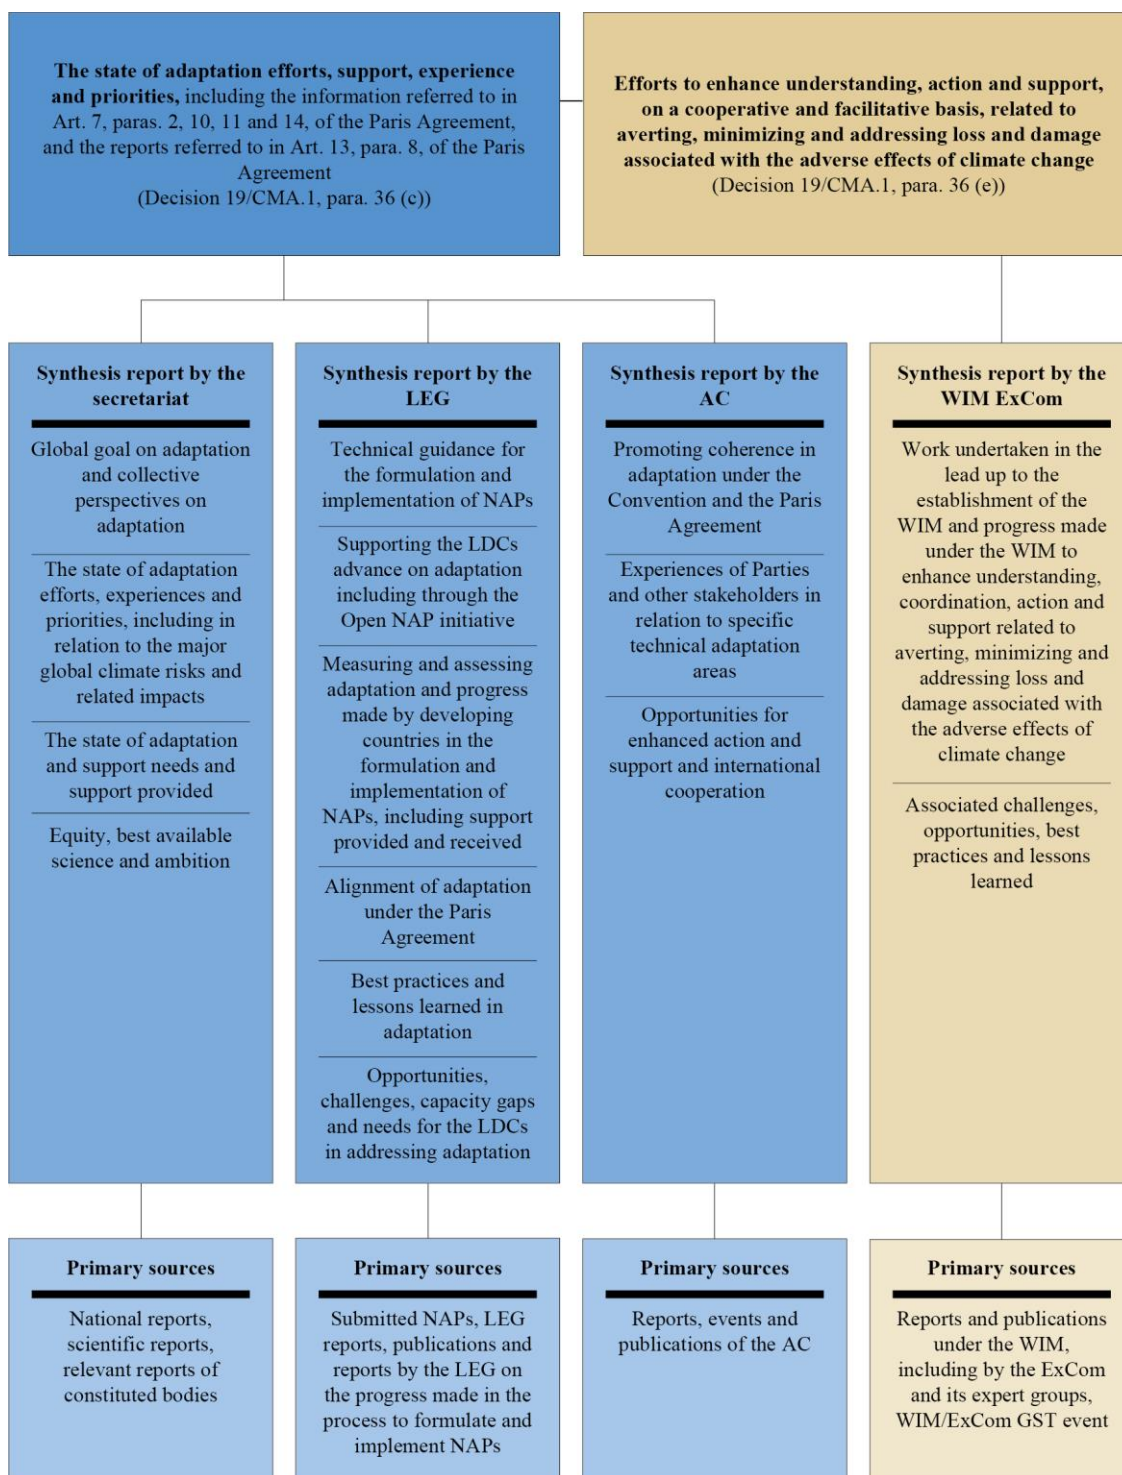 The state of adaptation efforts, support, experience
and priorities, including the information referred to in
Art. 7, paras. 2, 10, 11 and 14, of the Paris Agreement,
and the reports referred to in Art. 13, para. 8, of the Paris
Agreement
(Decision 19/CMA.1, para. 36 (c))
Efforts to enhance understanding, action and support,
on a cooperative and facilitative basis, related to
averting, minimizing and addressing loss and damage
associated with the adverse effects of climate change
(Decision 19/CMA.1, para. 36 (e))
Synthesis report by the
secretariat
Global goal on adaptation
and collective
perspectives on
adaptation
The state of adaptation
efforts, experiences and
priorities, including in
relation to the major
global climate risks and
related impacts
The state of adaptation
and support needs and
support provided
Equity, best available
science and ambition
Synthesis report by the
LEG
Technical guidance for
the formulation and
implementation of NAPs
Supporting the LDCs
advance on adaptation
including through the
Open NAP initiative
Measuring and assessing
adaptation and progress
made by developing
countries in the
formulation and
implementation of
NAPs, including support
provided and received
Alignment of adaptation
under the Paris
Agreement
Best practices and
lessons learned in
adaptation
Opportunities,
challenges, capacity gaps
and needs for the LDCs
in addressing adaptation
Synthesis report by the
AC
Promoting coherence in
adaptation under the
Convention and the Paris
Agreement
Experiences of Parties
and other stakeholders in
relation to specific
technical adaptation
areas
Opportunities for
enhanced action and
support and international
cooperation
Synthesis report by the
WIM ExCom
Work undertaken in the
lead up to the
establishment of the
WIM and progress made
under the WIM to
enhance understanding,
coordination, action and
support related to
averting, minimizing and
addressing loss and
damage associated with
the adverse effects of
climate change
Associated challenges,
opportunities, best
practices and lessons
learned
Primary sources
National reports,
scientific reports,
relevant reports of
constituted bodies
Primary sources
Submitted NAPs, LEG
reports, publications and
reports by the LEG on
the progress made in the
process to formulate and
implement NAPs
Primary sources
Reports, events and
publications of the AC
Primary sources
Reports and publications
under the WIM,
including by the ExCom
and its expert groups,
WIM/ExCom GST event